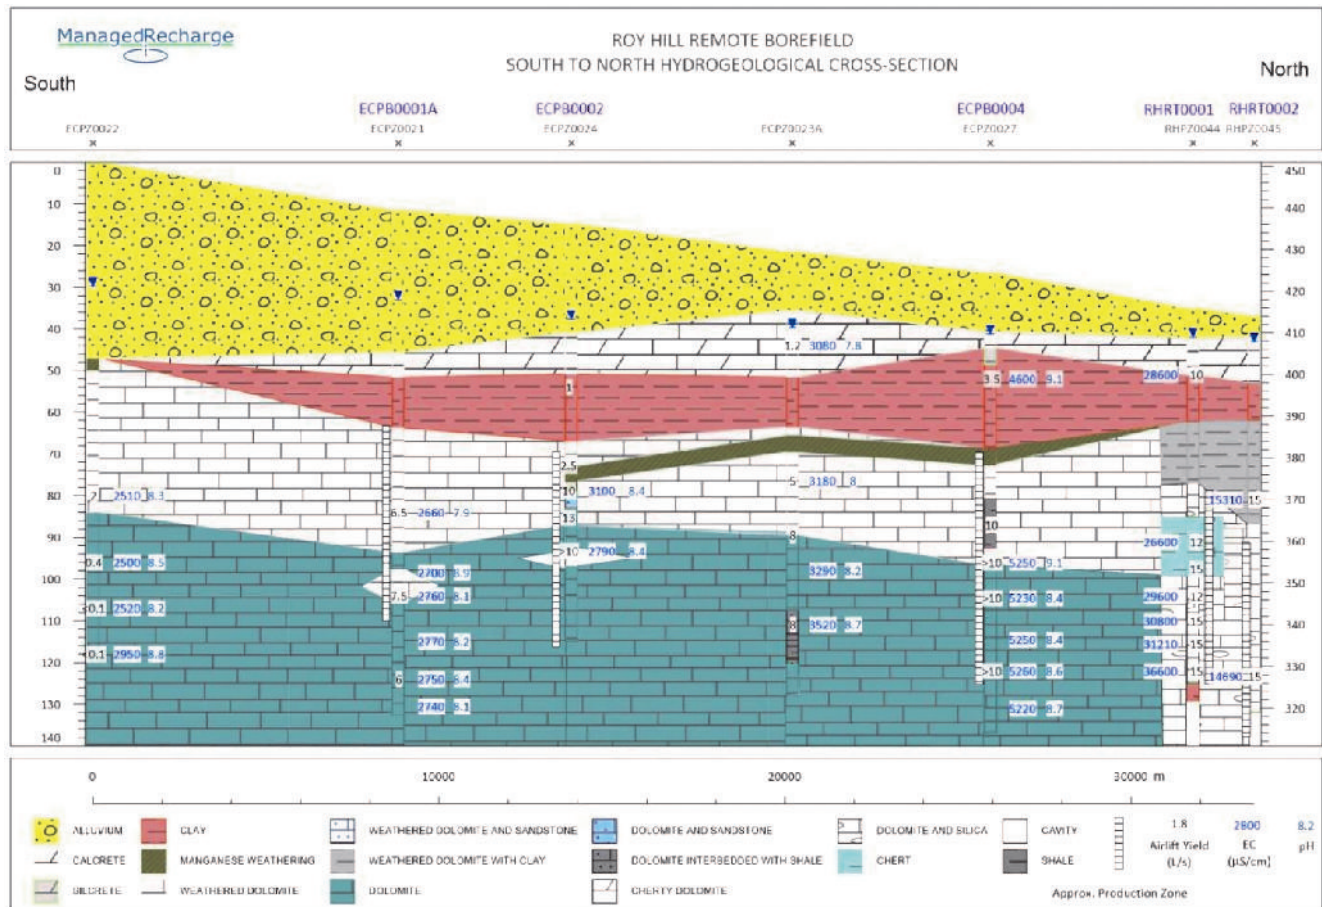 ManagedRecharge
ROY HILL REMOTE BOREFIELD
SOUTH TO NORTH HYDROGEOLOGICAL CROSS-SECTION
South
North
ECPB0001A ECPB0002 ECPB0004 RHRT0001 RHRT0002
ECPZ0022 ECPZ0021 ECPZ0024 ECPZ0023A ECPZ0027 RHPZ0044 RHPZ0045
0 450
10 440
20 430
30 420
40 410
1.2 3080 7.8
50 400
1 3.5 4600 9.1 28600 10
60 390
70 380
2.5
5 3180 8
80 370
2 2510 8.3 10 3100 8.4 15310 15
6.5 2660 7.9 13 10
90 360
8 26600 12
0.4 2500 8.5 >10 2790 8.4 >10 5250 9.1
2700 8.9 3290 8.2 15
100 350
7.5 2760 8.1 >10 5230 8.4 29600 12
<0.1 2520 8.2
110 340
8 3520 8.7 30800 15
2770 8.2 5250 8.4 31210 15
<0.1 2950 8.8
120 330
6 2750 8.4 >10 5260 8.6 36600 15 14690 15
130 320
2740 8.1 5220 8.7
140
0 10000 20000 30000 m
ALLUVIUM CLAY WEATHERED DOLOMITE AND SANDSTONE DOLOMITE AND SANDSTONE DOLOMITE AND SILICA CAVITY 1.8 2800 8.2
CALCRETE MANGANESE WEATHERING WEATHERED DOLOMITE WITH CLAY DOLOMITE INTERBEDDED WITH SHALE CHERT SHALE Airlift Yield EC pH
(L/s) (µS/cm)
SILCRETE WEATHERED DOLOMITE DOLOMITE CHERTY DOLOMITE Approx. Production Zone